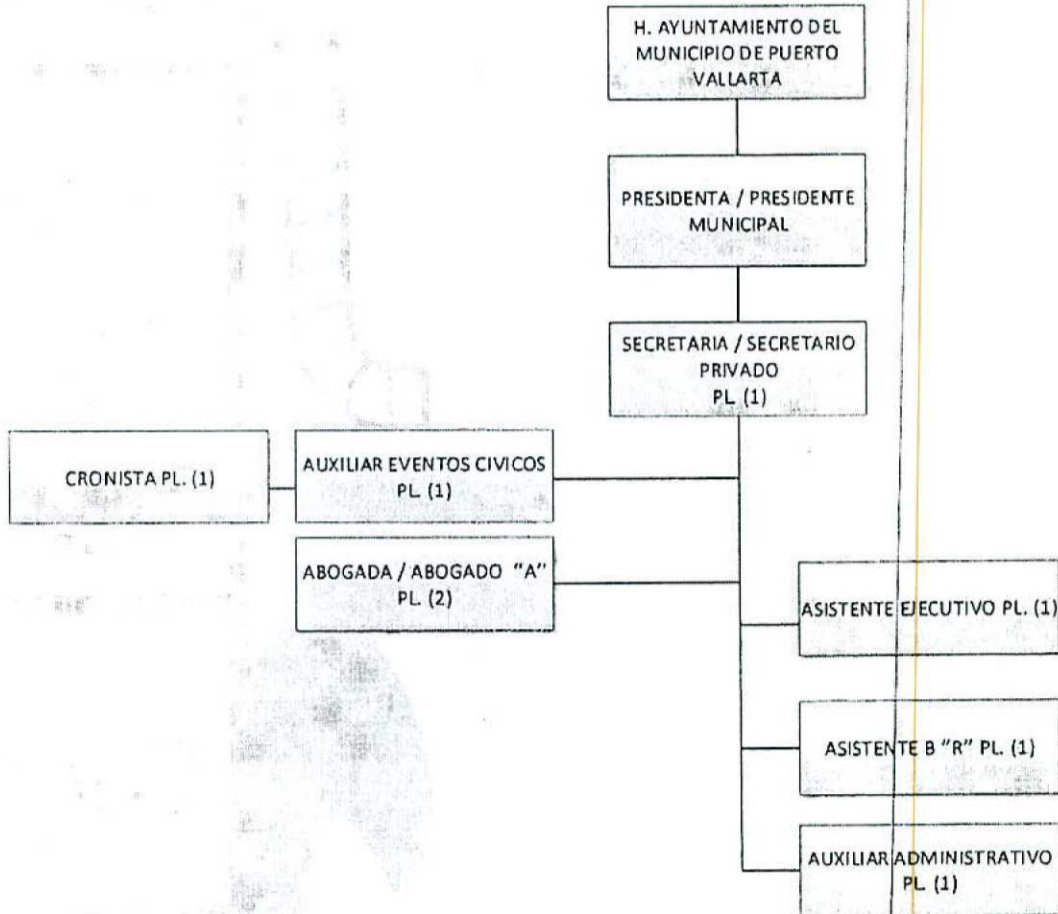 H. AYUNTAMIENTO DEL
MUNICIPIO DE PUERTO
VALLARTA
PRESIDENTA / PRESIDENTE
MUNICIPAL
SECRETARIA / SECRETARIO
PRIVADO
PL (1)
CRONISTA PL. (1)
AUXILIAR EVENTOS CIVICOS
PL. (1)
ABOGADA / ABOGADO "A"
PL. (2)
ASISTENTE EJECUTIVO PL. (1)
ASISTENTE B "R" PL. (1)
AUXILIAR ADMINISTRATIVO
PL (1)